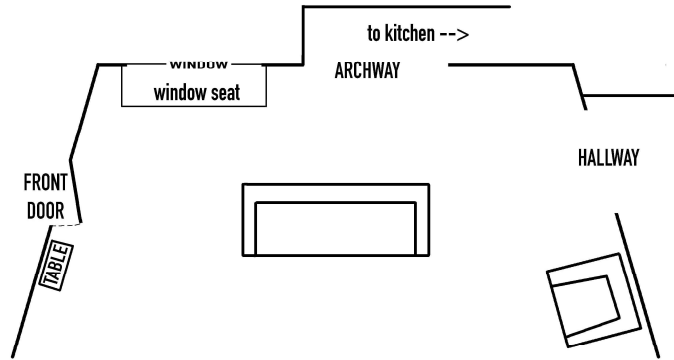 to kitchen -->
WINDOW
ARCHWAY
window seat
HALLWAY
FRONT
DOOR
TABLE